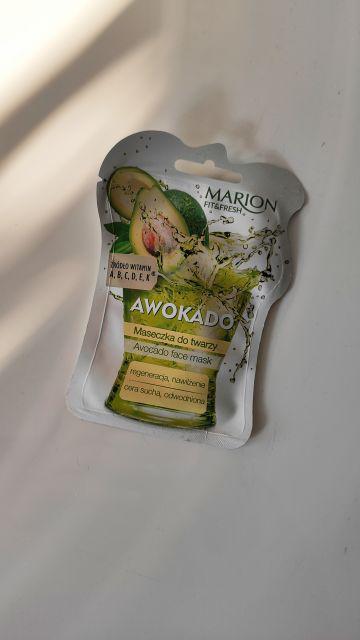 MARION
FIT&FRESH
ŹRÓDŁO WITAMIN
A, B, C, D, E, K
AWOKADO
Maseczka do twarzy
Avocado face mask
regeneracja, nawilżenie
cera sucha, odwodniona